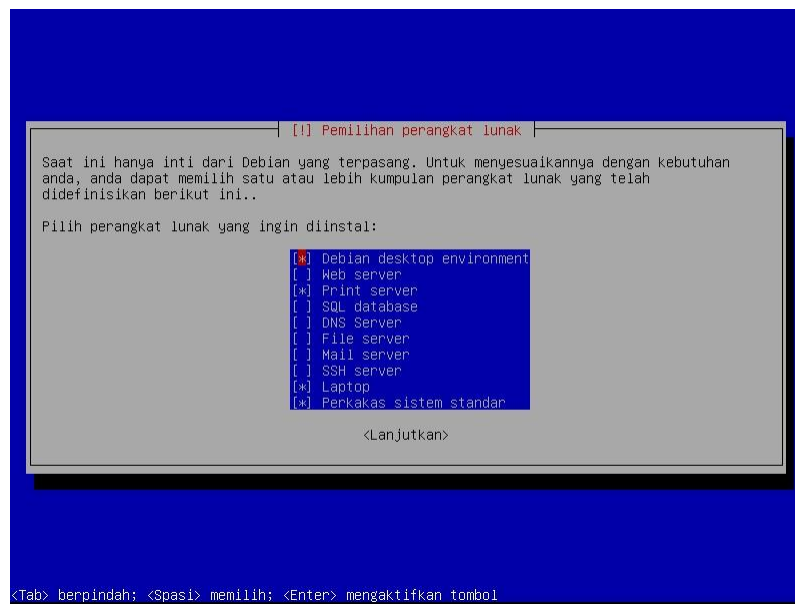 [!] Pemilihan perangkat lunak
Saat ini hanya inti dari Debian yang terpasang. Untuk menyesuaikannya dengan kebutuhan
anda, anda dapat memilih satu atau lebih kumpulan perangkat lunak yang telah
didefinisikan berikut ini..
Pilih perangkat lunak yang ingin diinstal:
[*] Debian desktop environment
[ ] Web server
[*] Print server
[ ] SQL database
[ ] DNS Server
[ ] File server
[ ] Mail server
[ ] SSH server
[*] Laptop
[*] Perkakas sistem standar
<Lanjutkan>
<Tab> berpindah; <Spasi> memilih; <Enter> mengaktifkan tombol